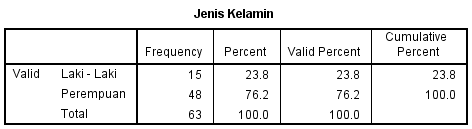 Jenis Kelamin
Frequency Percent Valid Percent Cumulative Percent
Valid Laki - Laki 15 23.8 23.8 23.8
Perempuan 48 76.2 76.2 100.0
Total 63 100.0 100.0